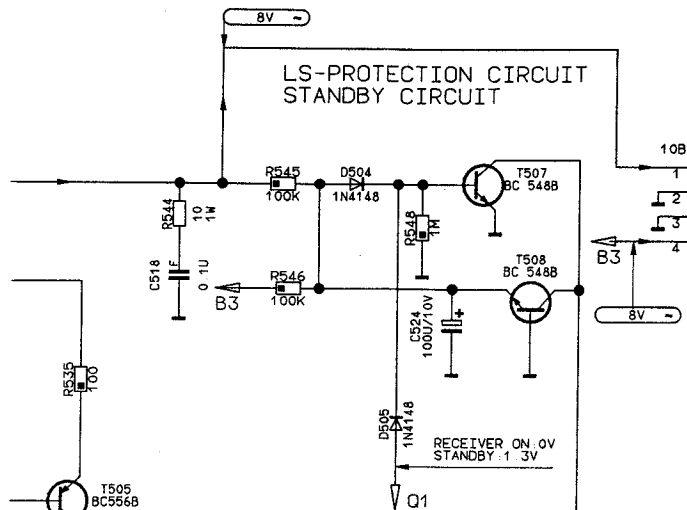 8V ~
LS-PROTECTION CIRCUIT
STANDBY CIRCUIT
10B
1
2
3
4
R545
100K
D504
1N4148
T507
BC 548B
R544
10
1W
R548
1M
C518
F
0.1U
B3
R546
100K
T508
BC 548B
B3
8V ~
C524
100U/10V
+
R535
100
D505
1N4148
RECEIVER ON:0V
STANDBY:1.3V
T505
BC556B
Q1